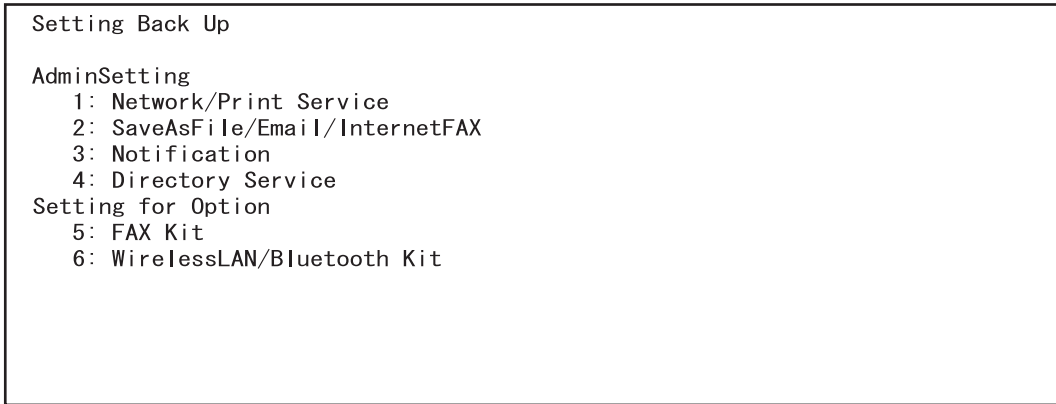 Setting Back Up
AdminSetting
1: Network/Print Service
2: SaveAsFile/Email/InternetFAX
3: Notification
4: Directory Service
Setting for Option
5: FAX Kit
6: WirelessLAN/Bluetooth Kit